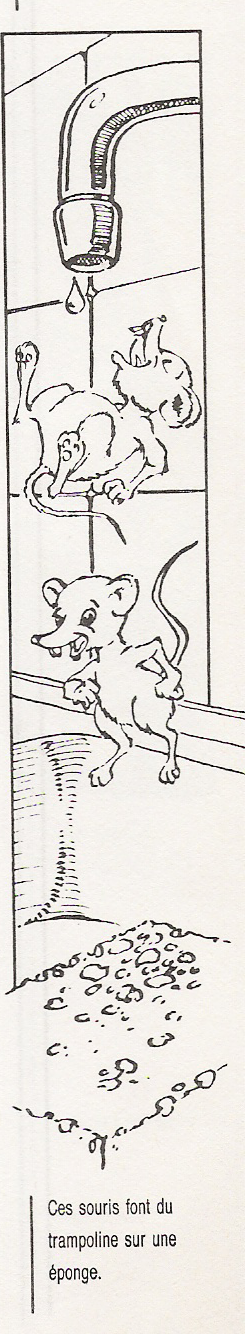 Ces souris font du
trampoline sur une
éponge.